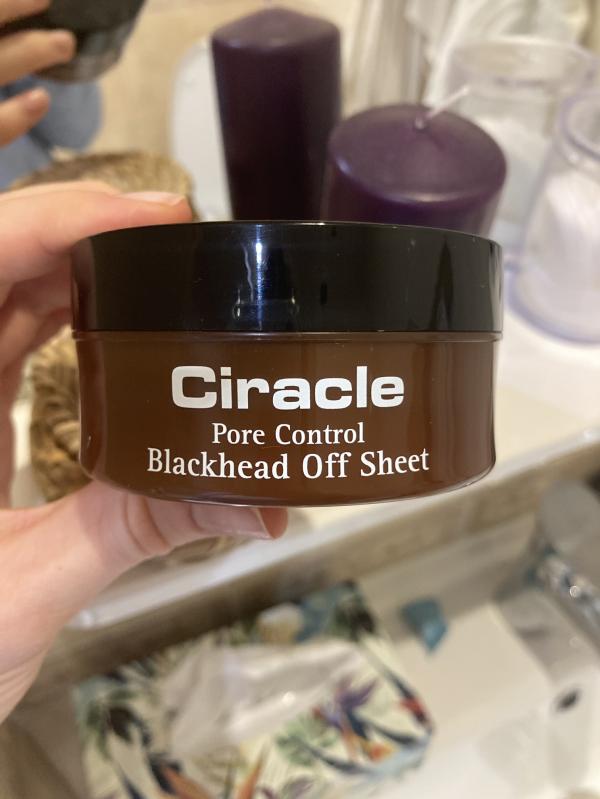 Ciracle
Pore Control
Blackhead Off Sheet